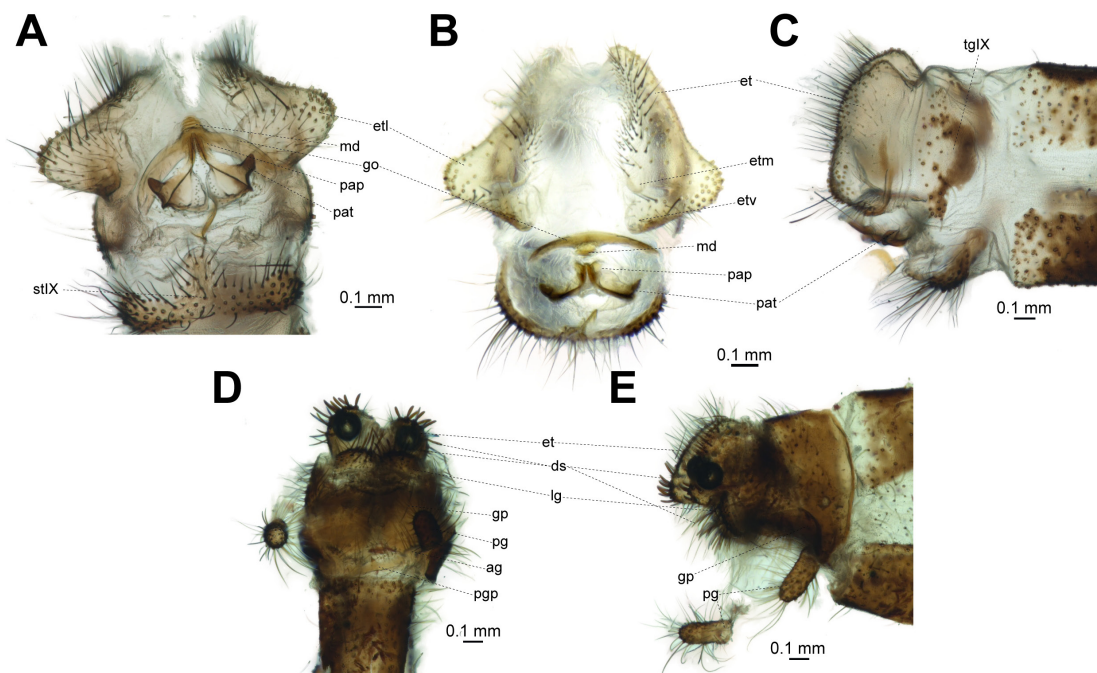 A
B
C
tgIX
et
etl
md
go
pap
pat
etm
etv
md
pap
pat
stIX
0.1 mm
0.1 mm
0.1 mm
D
E
et
ds
lg
gp
pg
ag
pgp
gp
pg
0.1 mm
0.1 mm